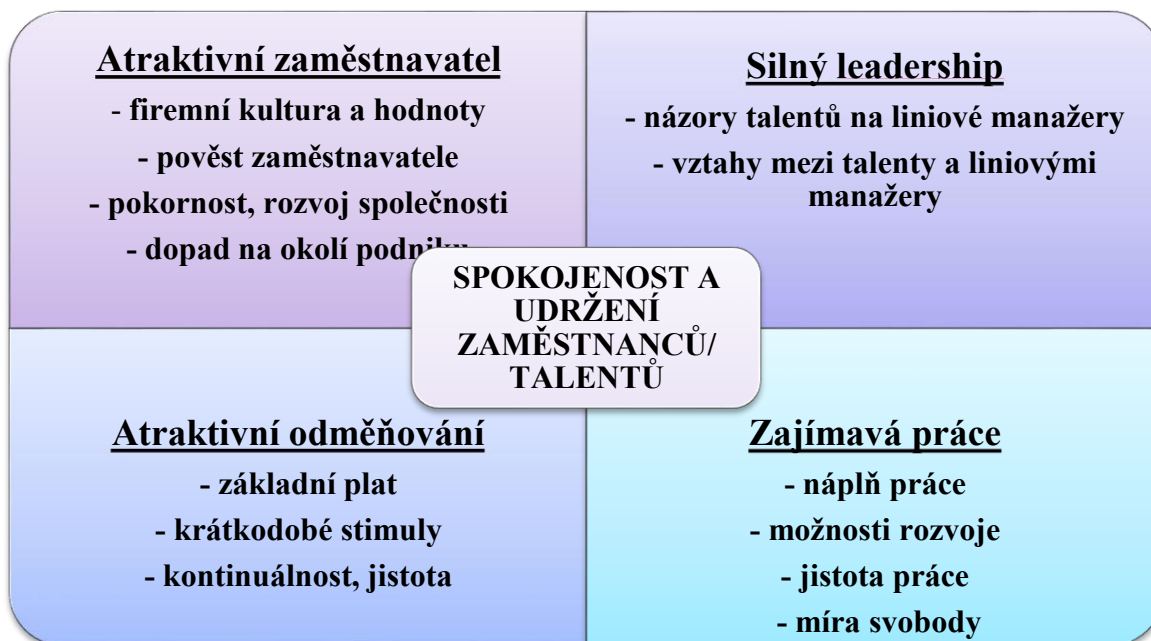 Atraktivní zaměstnavatel
- firemní kultura a hodnoty
- pověst zaměstnavatele
- pokornost, rozvoj společnosti
- dopad na okolí podniku
Silný leadership
- názory talentů na liniové manažery
- vztahy mezi talenty a liniovými
manažery
SPOKOJENOST A
UDRŽENÍ
ZAMĚSTNANCŮ/
TALENTŮ
Atraktivní odměňování
- základní plat
- krátkodobé stimuly
- kontinuálnost, jistota
Zajímavá práce
- náplň práce
- možnosti rozvoje
- jistota práce
- míra svobody